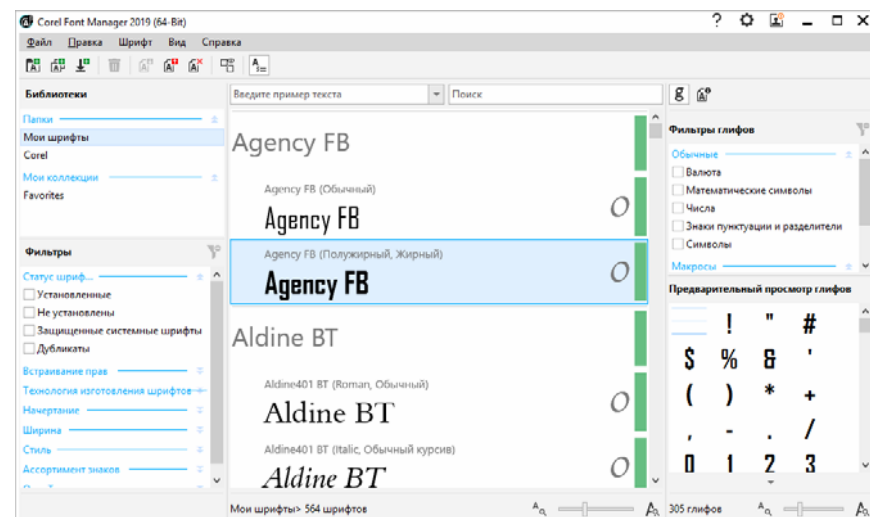 Corel Font Manager 2019 (64-Bit)
Файл Правка Шрифт Вид Справка
Библиотеки
Папки
Мои шрифты
Corel
Мои коллекции
Favorites
Фильтры
Статус шриф...
Установленные
Не установлены
Защищенные системные шрифты
Дубликаты
Встраивание прав
Технология изготовления шрифтов
Начертание
Ширина
Стиль
Ассортимент знаков
Введите пример текста
Поиск
Agency FB
Agency FB (Обычный)
Agency FB
Agency FB (Полужирный, Жирный)
Agency FB
Aldine BT
Aldine401 BT (Roman, Обычный)
Aldine BT
Aldine401 BT (Italic, Обычный курсив)
Aldine BT
Мои шрифты> 564 шрифтов
Фильтры глифов
Обычные
Валюта
Математические символы
Числа
Знаки пунктуации и разделители
Символы
Макросы
Предварительный просмотр глифов
! " #
$ % & '
( ) * +
, - . /
0 1 2 3
305 глифов